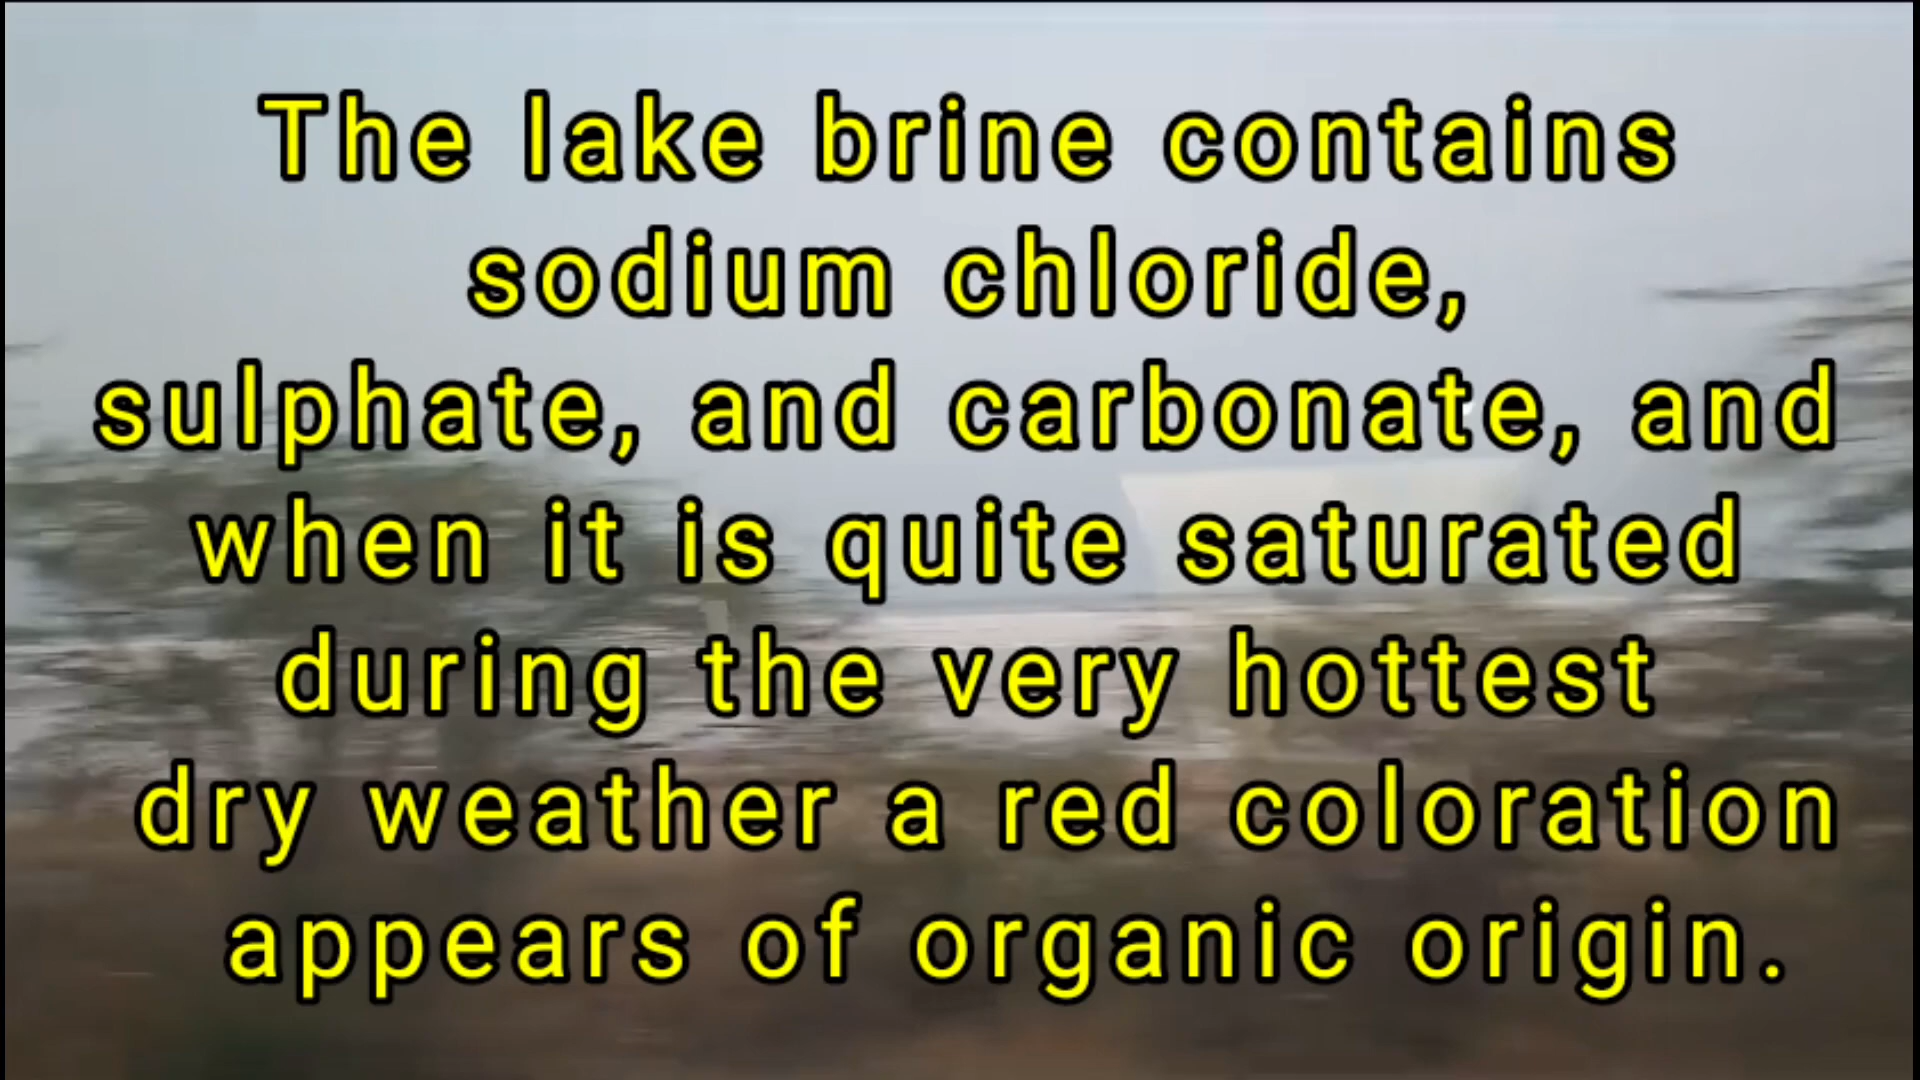 The lake brine contains
sodium chloride,
sulphate, and carbonate, and
when it is quite saturated
during the very hottest
dry weather a red coloration
appears of organic origin.